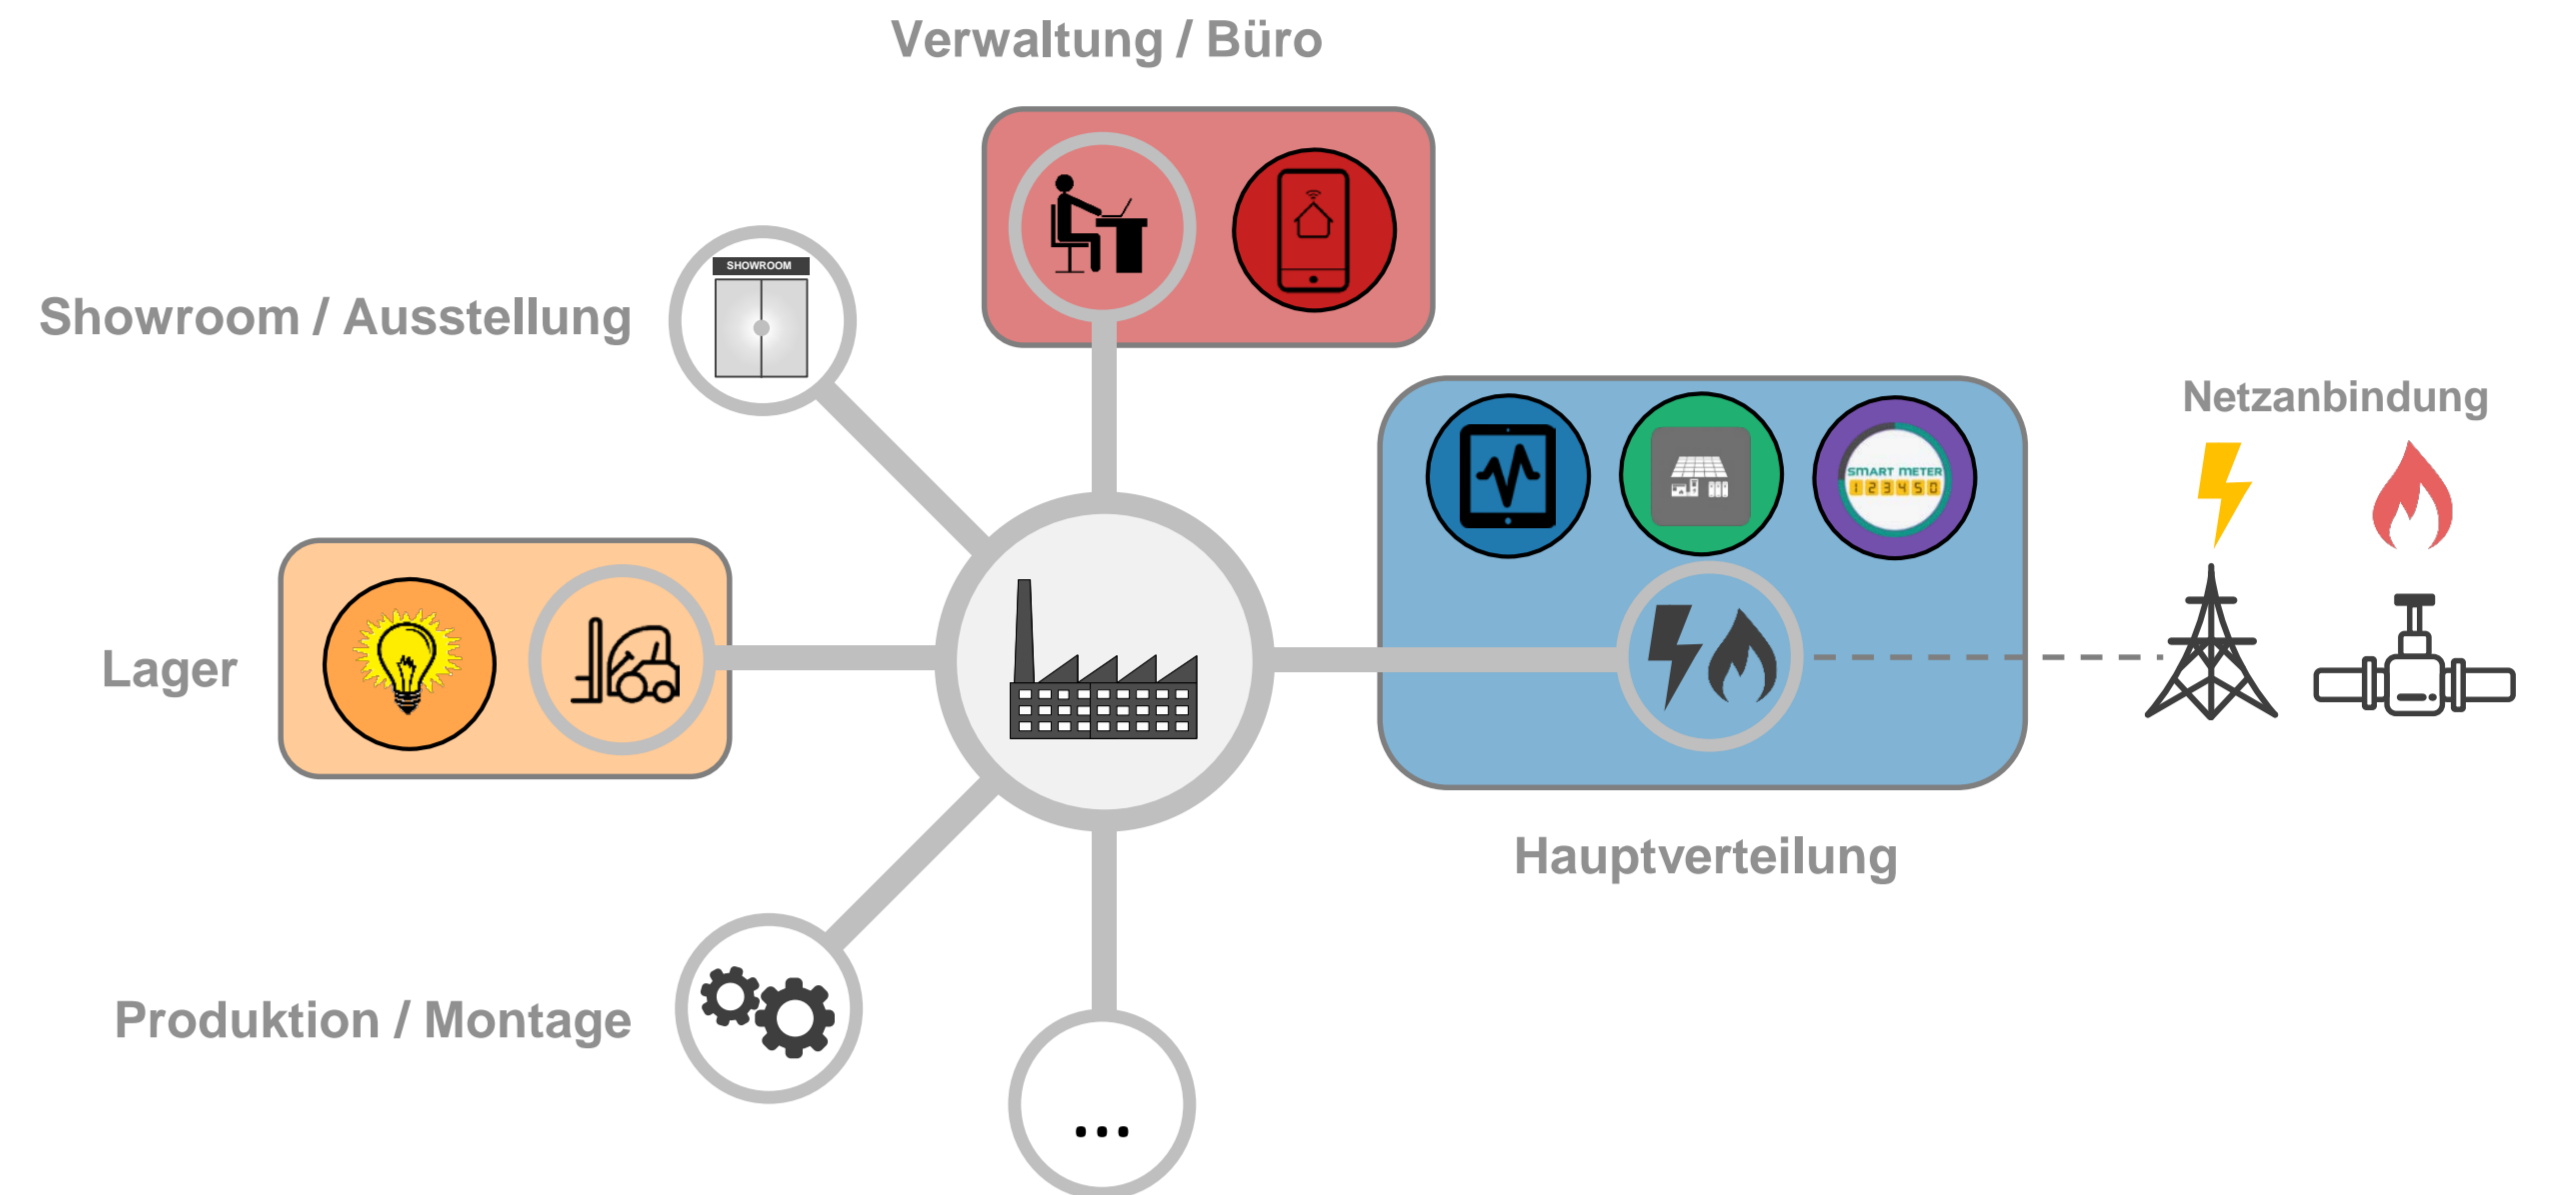 Verwaltung / Büro
SHOWROOM
Showroom / Ausstellung
Netzanbindung
SMART METER
123450
Lager
Hauptverteilung
Produktion / Montage
...